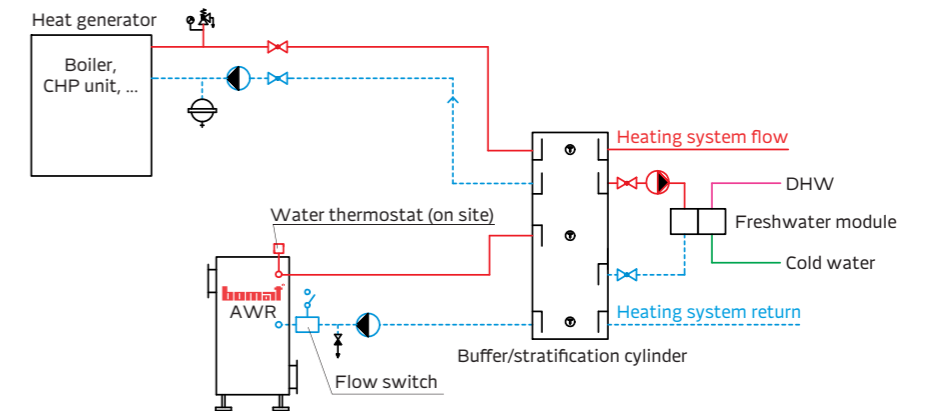 Heat generator
Boiler,
CHP unit, ...
Heating system flow
DHW
Freshwater module
Cold water
Water thermostat (on site)
bomat
AWR
Heating system return
Buffer/stratification cylinder
Flow switch